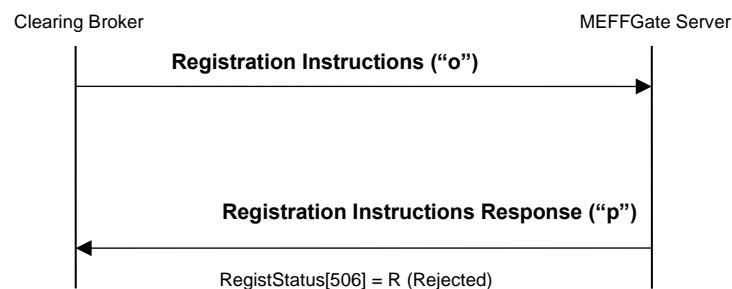 Clearing Broker
MEFFGate Server
Registration Instructions (“o”)
Registration Instructions Response (“p”)
RegistStatus[506] = R (Rejected)